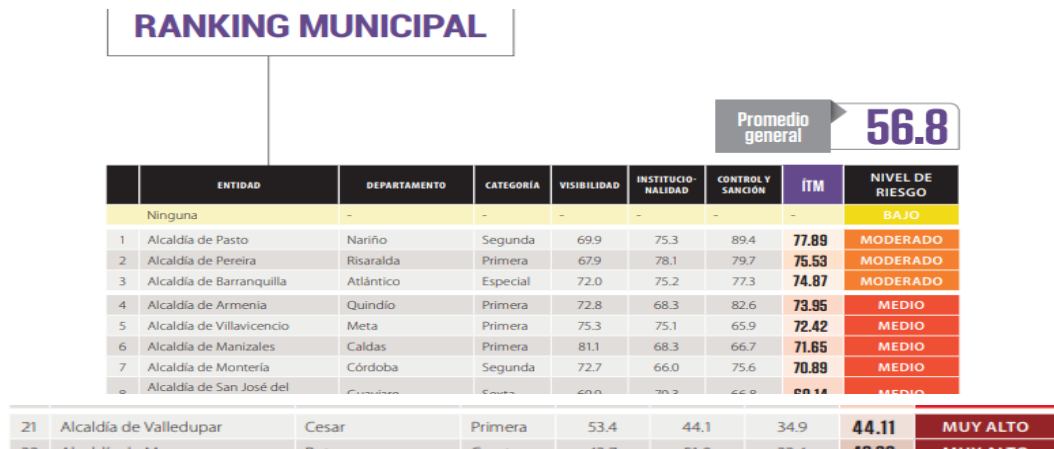 RANKING MUNICIPAL
Promedio general 56.8
ENTIDAD DEPARTAMENTO CATEGORÍA VISIBILIDAD INSTITUCIO-NALIDAD CONTROL Y SANCIÓN ÍTM NIVEL DE RIESGO
Ninguna - - - - - - BAJO
1 Alcaldía de Pasto Nariño Segunda 69.9 75.3 89.4 77.89 MODERADO
2 Alcaldía de Pereira Risaralda Primera 67.9 78.1 79.7 75.53 MODERADO
3 Alcaldía de Barranquilla Atlántico Especial 72.0 75.2 77.3 74.87 MODERADO
4 Alcaldía de Armenia Quindío Primera 72.8 68.3 82.6 73.95 MEDIO
5 Alcaldía de Villavicencio Meta Primera 75.3 75.1 65.9 72.42 MEDIO
6 Alcaldía de Manizales Caldas Primera 81.1 68.3 66.7 71.65 MEDIO
7 Alcaldía de Montería Córdoba Segunda 72.7 66.0 75.6 70.89 MEDIO
Alcaldía de San José del
21 Alcaldía de Valledupar Cesar Primera 53.4 44.1 34.9 44.11 MUY ALTO